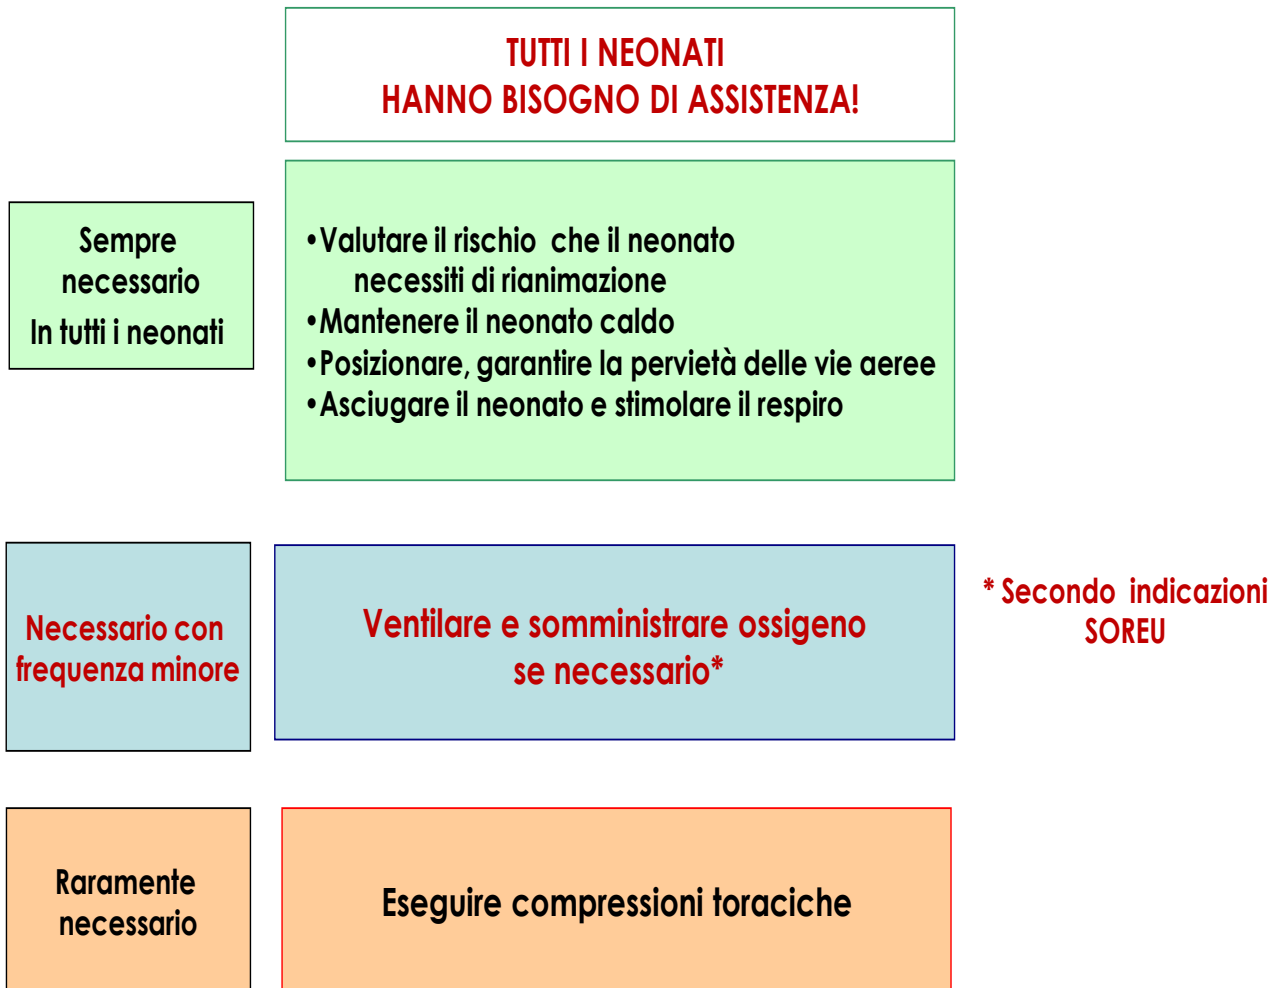 TUTTI I NEONATI
HANNO BISOGNO DI ASSISTENZA!
Sempre
necessario
In tutti i neonati
•Valutare il rischio che il neonato
necessiti di rianimazione
•Mantenere il neonato caldo
•Posizionare, garantire la pervietà delle vie aeree
•Asciugare il neonato e stimolare il respiro
Necessario con
frequenza minore
Ventilare e somministrare ossigeno
se necessario*
* Secondo indicazioni
SOREU
Raramente
necessario
Eseguire compressioni toraciche